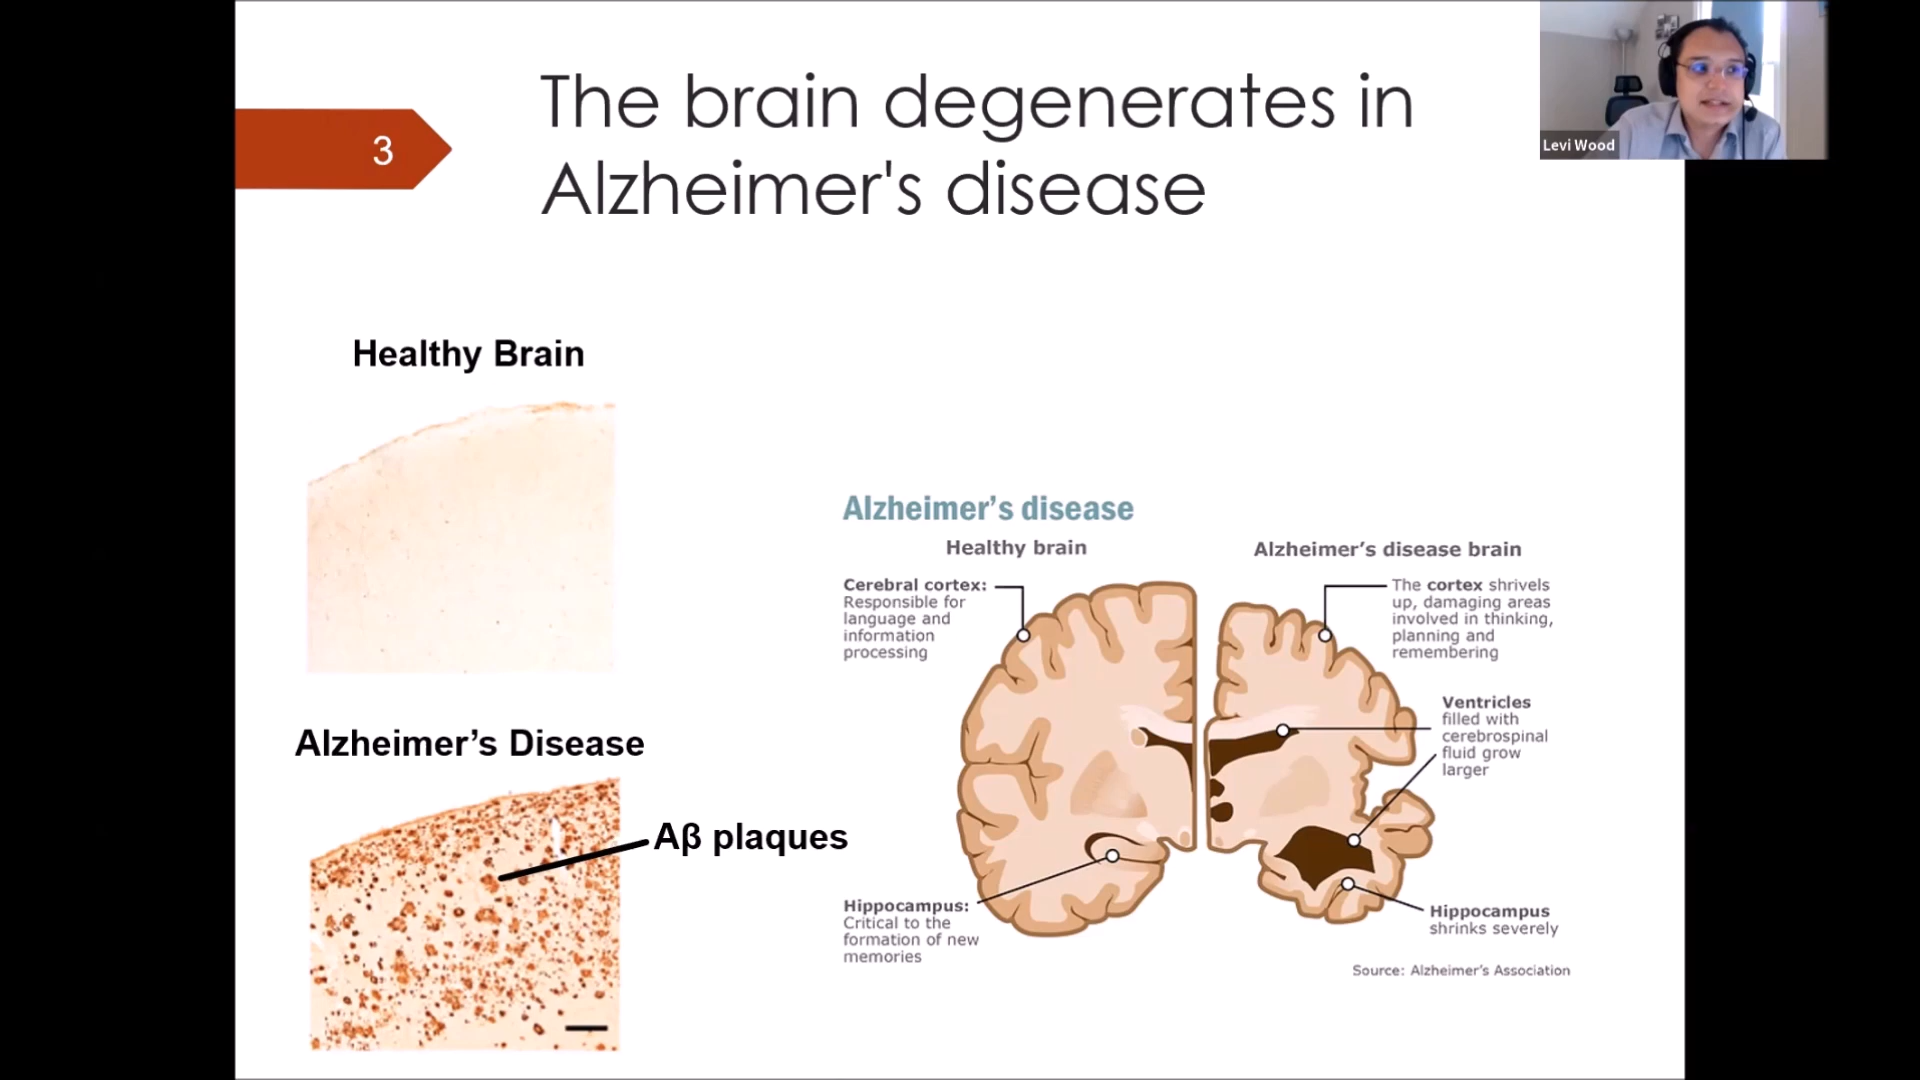 3
The brain degenerates in
Alzheimer's disease
Levi Wood
Healthy Brain
Alzheimer’s Disease
Aβ plaques
Alzheimer’s disease
Healthy brain
Alzheimer’s disease brain
Cerebral cortex:
Responsible for
language and
information
processing
The cortex shrivels
up, damaging areas
involved in thinking,
planning and
remembering
Ventricles
filled with
cerebrospinal
fluid grow
larger
Hippocampus:
Critical to the
formation of new
memories
Hippocampus
shrinks severely
Source: Alzheimer’s Association